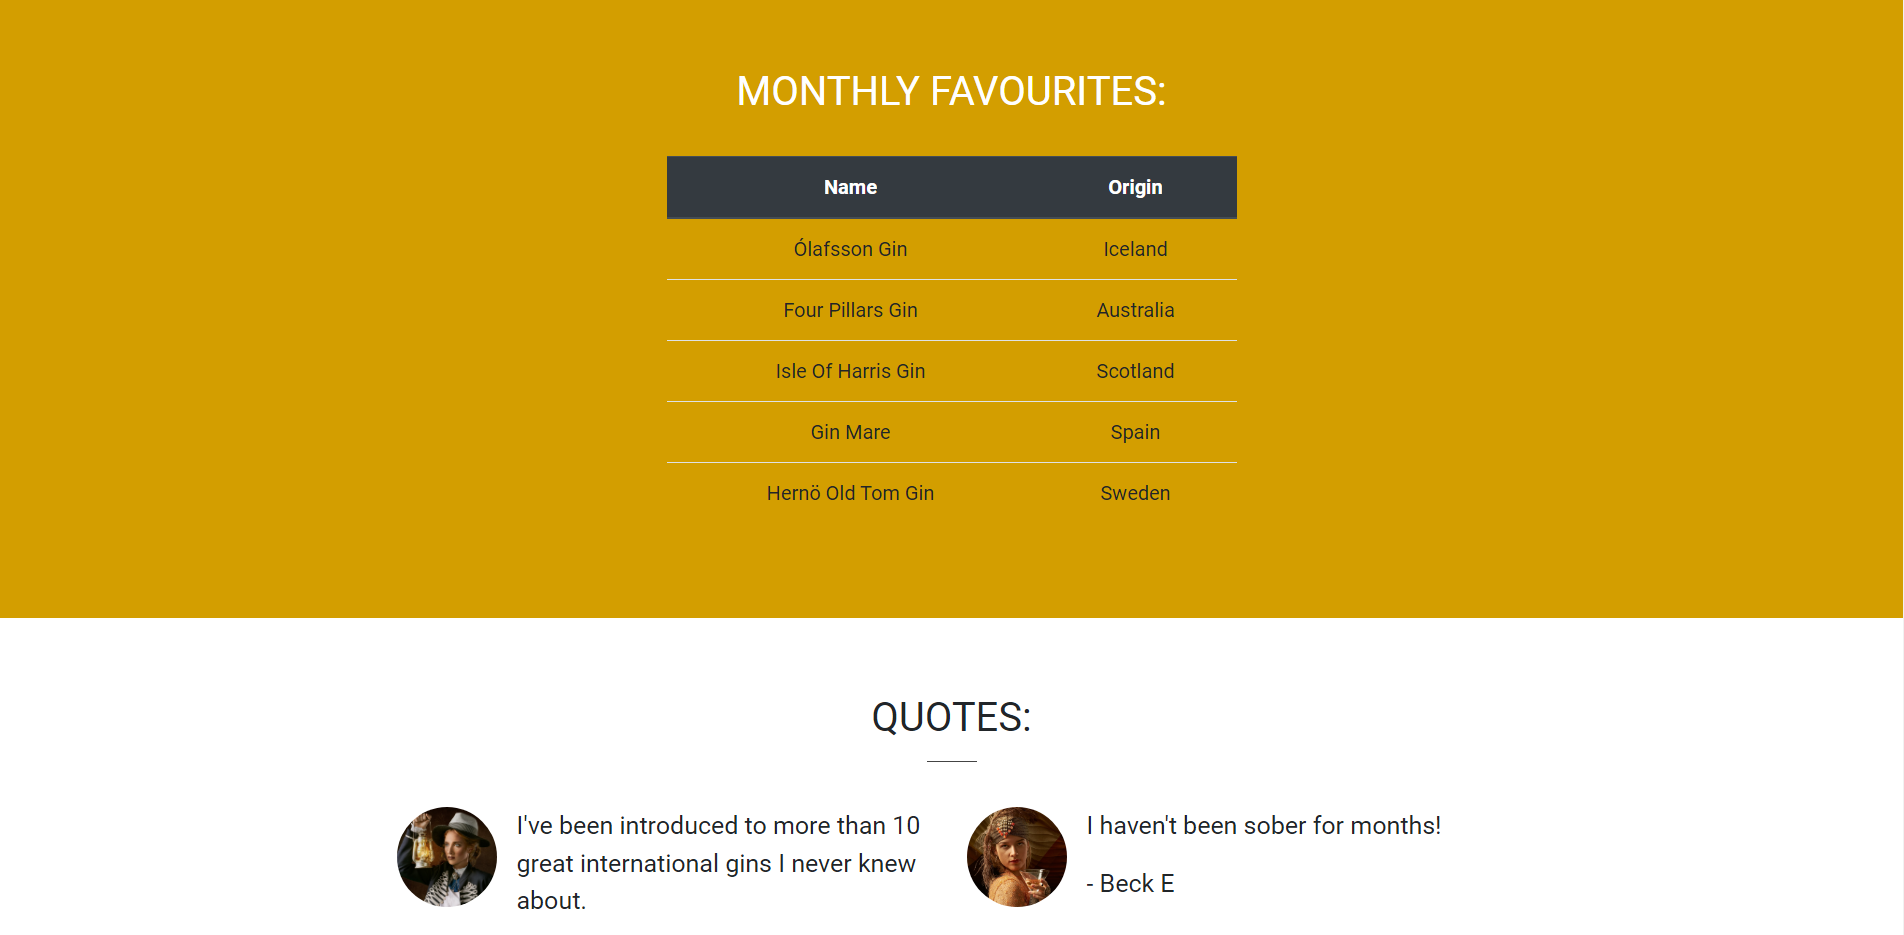 MONTHLY FAVOURITES:
Name Origin
Ólafsson Gin Iceland
Four Pillars Gin Australia
Isle Of Harris Gin Scotland
Gin Mare Spain
Hernö Old Tom Gin Sweden
QUOTES:
I've been introduced to more than 10
great international gins I never knew
about.
I haven't been sober for months!
- Beck E